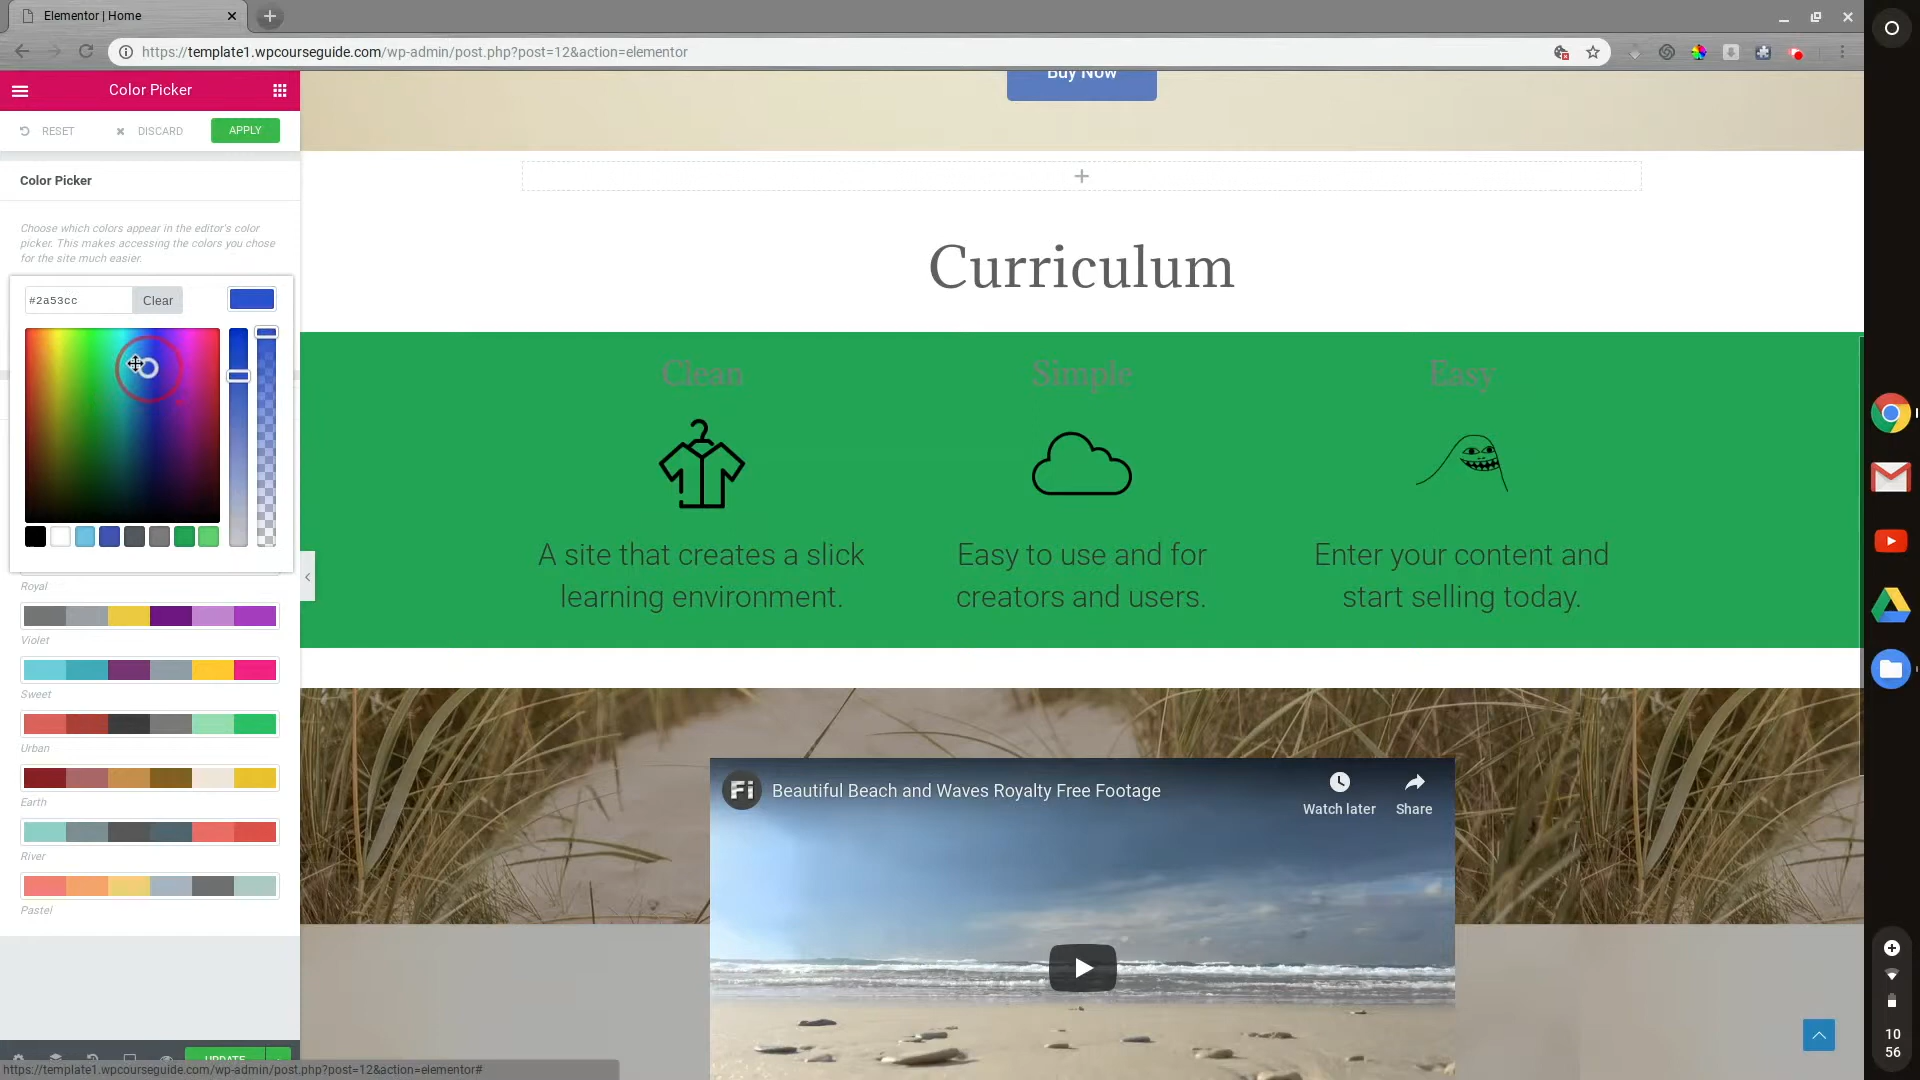 Elementor | Home
https://template1.wpcourseguide.com/wp-admin/post.php?post=12&action=elementor
Color Picker
RESET
DISCARD
APPLY
Color Picker
Choose which colors appear in the editor's color
picker. This makes accessing the colors you chose
for the site much easier.
#2a53cc
Clear
Royal
Violet
Sweet
Urban
Earth
River
Pastel
UPDATE
https://template1.wpcourseguide.com/wp-admin/post.php?post=12&action=elementor#
Buy Now
Curriculum
Clean
Simple
Easy
A site that creates a slick
learning environment.
Easy to use and for
creators and users.
Enter your content and
start selling today.
Fi
Beautiful Beach and Waves Royalty Free Footage
Watch later
Share
10
56